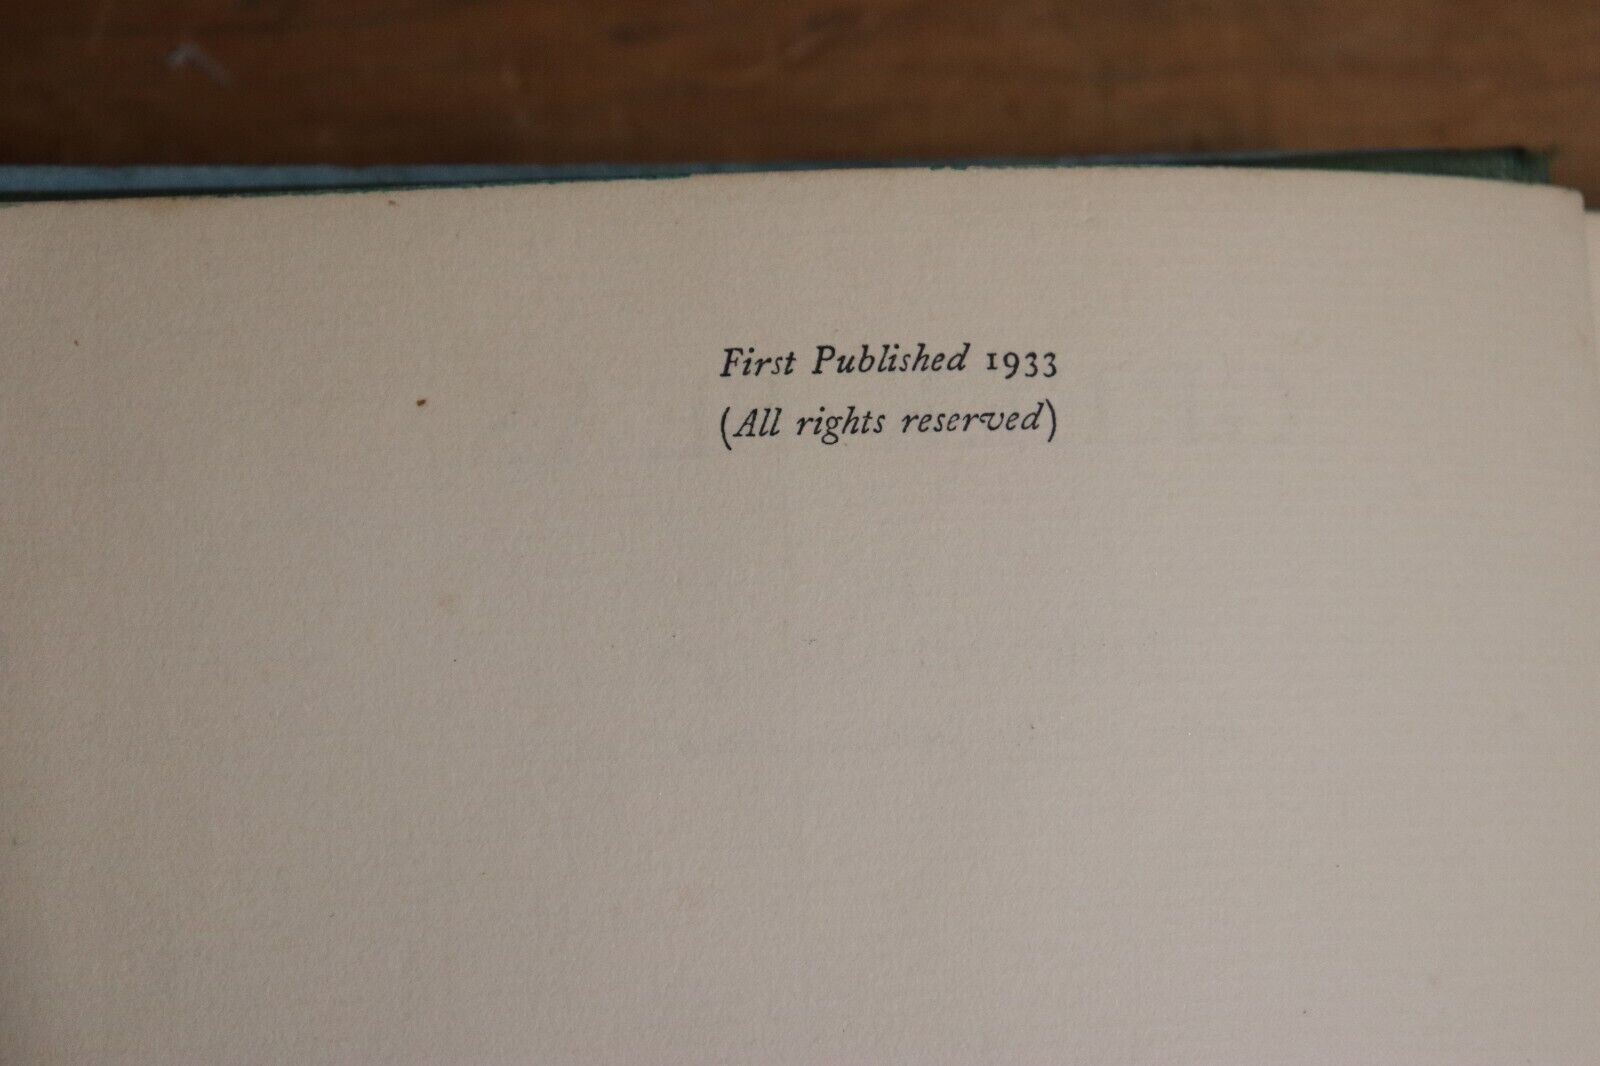 First Published 1933
(All rights reserved)